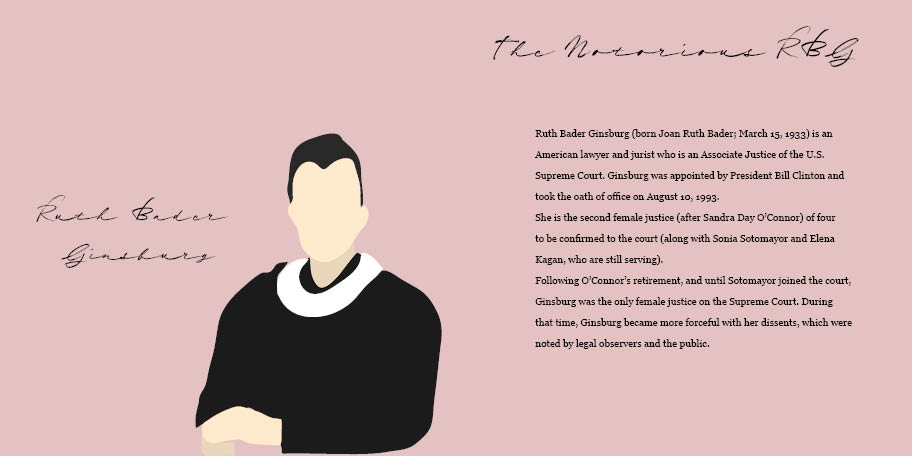 The Notorious RBG
Ruth Bader
Ginsburg
Ruth Bader Ginsburg (born Joan Ruth Bader; March 15, 1933) is an
American lawyer and jurist who is an Associate Justice of the U.S.
Supreme Court. Ginsburg was appointed by President Bill Clinton and
took the oath of office on August 10, 1993.
She is the second female justice (after Sandra Day O’Connor) of four
to be confirmed to the court (along with Sonia Sotomayor and Elena
Kagan, who are still serving).
Following O’Connor’s retirement, and until Sotomayor joined the court,
Ginsburg was the only female justice on the Supreme Court. During
that time, Ginsburg became more forceful with her dissents, which were
noted by legal observers and the public.